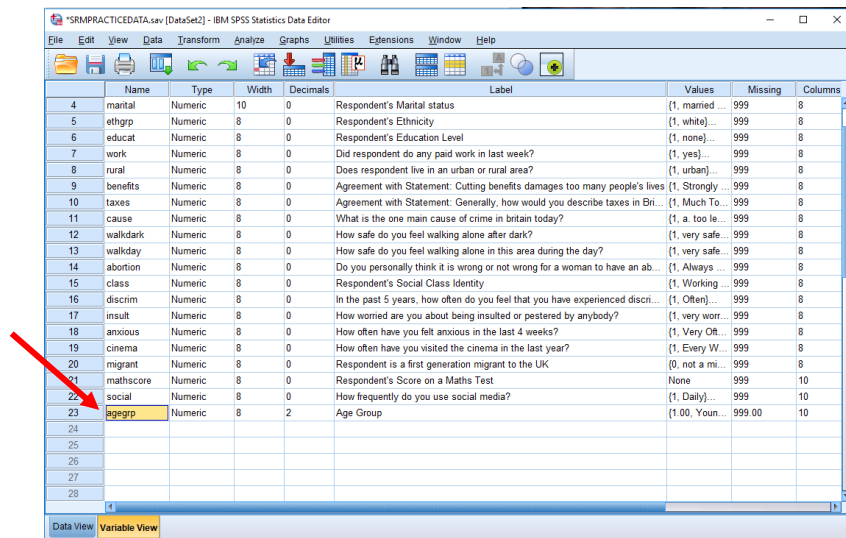 *SRMPRACTICEDATA.sav [DataSet2] - IBM SPSS Statistics Data Editor
File Edit View Data Transform Analyze Graphs Utilities Extensions Window Help
Name Type Width Decimals Label Values Missing Columns
4 marital Numeric 10 0 Respondent's Marital status {1, married ... 999 8
5 ethgrp Numeric 8 0 Respondent's Ethnicity {1, white}... 999 8
6 educat Numeric 8 0 Respondent's Education Level {1, none}... 999 8
7 work Numeric 8 0 Did respondent do any paid work in last week? {1, yes}... 999 8
8 rural Numeric 8 0 Does respondent live in an urban or rural area? {1, urban}... 999 8
9 benefits Numeric 8 0 Agreement with Statement: Cutting benefits damages too many people's lives {1, Strongly ... 999 8
10 taxes Numeric 8 0 Agreement with Statement: Generally, how would you describe taxes in Bri... {1, Much To... 999 8
11 cause Numeric 8 0 What is the one main cause of crime in britain today? {1, a. too le... 999 8
12 walkdark Numeric 8 0 How safe do you feel walking alone after dark? {1, very safe... 999 8
13 walkday Numeric 8 0 How safe do you feel walking alone in this area during the day? {1, very safe... 999 8
14 abortion Numeric 8 0 Do you personally think it is wrong or not wrong for a woman to have an ab... {1, Always ... 999 8
15 class Numeric 8 0 Respondent's Social Class Identity {1, Working ... 999 8
16 discrim Numeric 8 0 In the past 5 years, how often do you feel that you have experienced discri... {1, Often}... 999 8
17 insult Numeric 8 0 How worried are you about being insulted or pestered by anybody? {1, very worr... 999 8
18 anxious Numeric 8 0 How often have you felt anxious in the last 4 weeks? {1, Very Oft... 999 8
19 cinema Numeric 8 0 How often have you visited the cinema in the last year? {1, Every W... 999 8
20 migrant Numeric 8 0 Respondent is a first generation migrant to the UK {0, not a mi... 999 8
21 mathscore Numeric 8 0 Respondent's Score on a Maths Test None 999 10
22 social Numeric 8 0 How frequently do you use social media? {1, Daily}... 999 10
23 agegrp Numeric 8 2 Age Group {1.00, Youn... 999.00 10
24
25
26
27
28
Data View Variable View